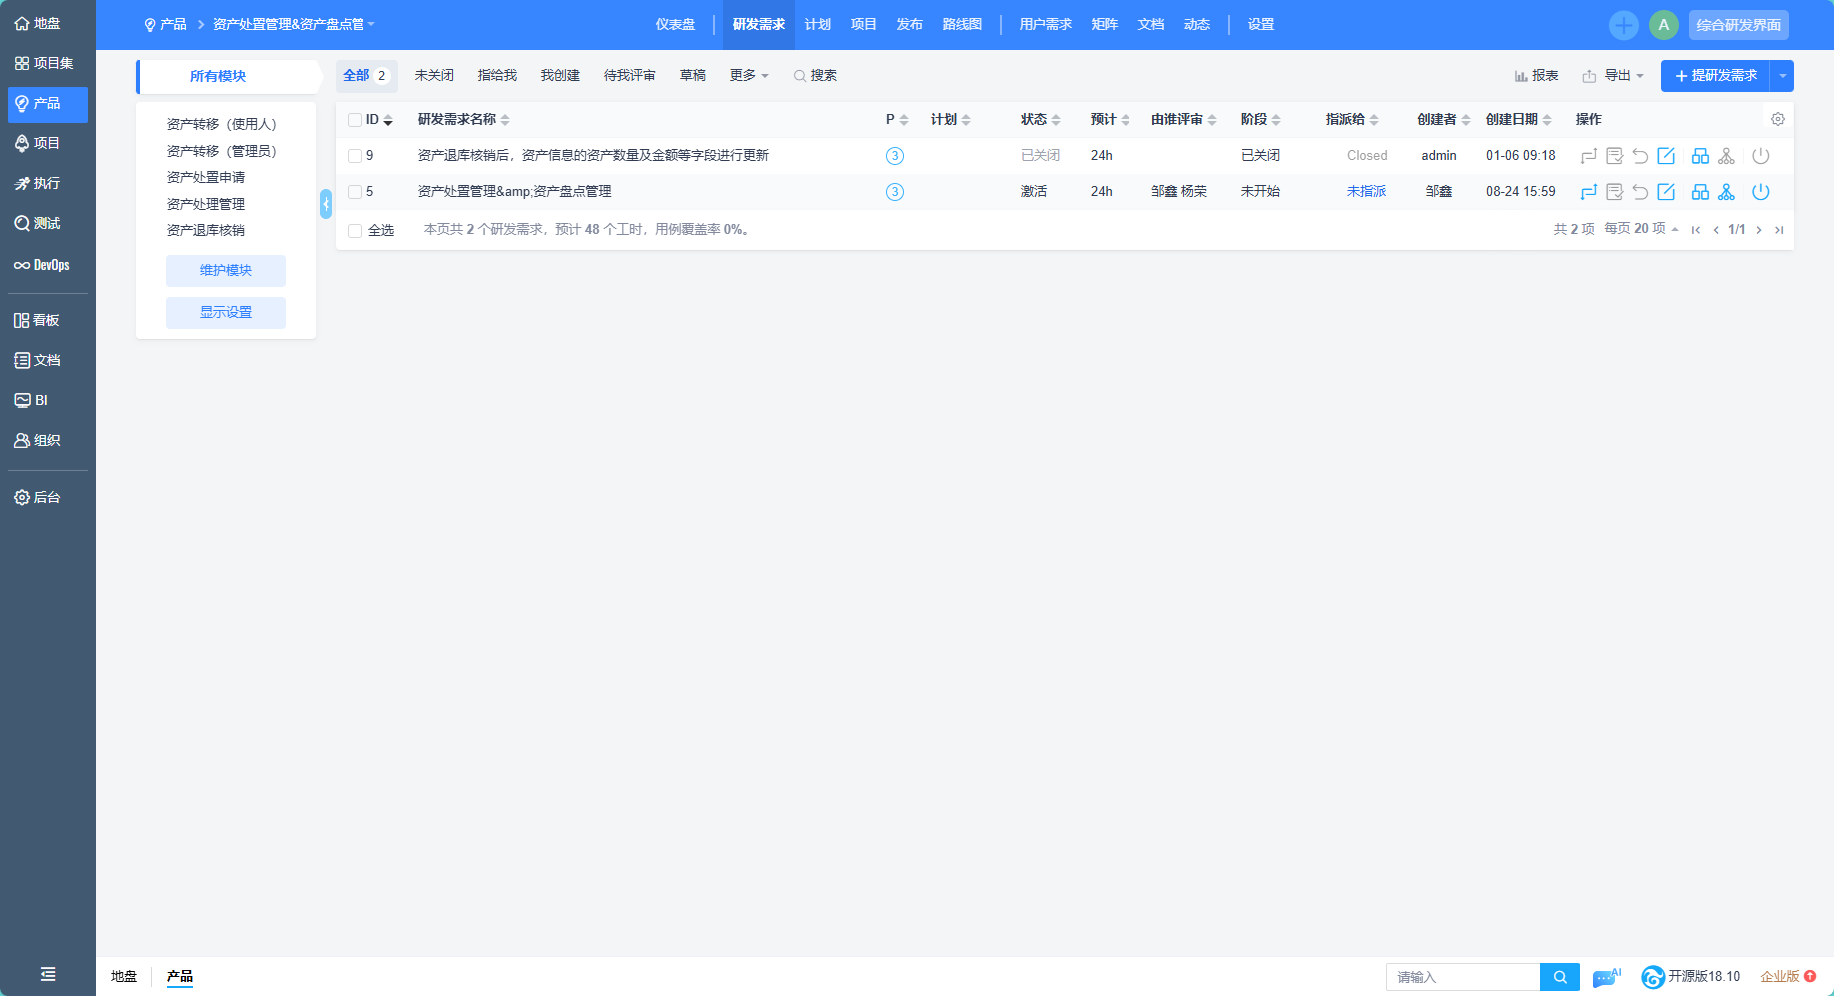 地盘
项目集
产品
项目
执行
测试
DevOps
看板
文档
BI
组织
后台
产品 资产处置管理&资产盘点管
仪表盘 研发需求 计划 项目 发布 路线图 用户需求 矩阵 文档 动态 设置
A 综合研发界面
所有模块
资产转移（使用人）
资产转移（管理员）
资产处置申请
资产处理管理
资产退库核销
维护模块
显示设置
全部 2 未关闭 指给我 我创建 待我评审 草稿 更多 搜索
报表 导出 提研发需求
ID 研发需求名称 P 计划 状态 预计 由谁评审 阶段 指派给 创建者 创建日期 操作
9 资产退库核销后，资产信息的资产数量及金额等字段进行更新 3 已关闭 24h 已关闭 Closed admin 01-06 09:18
5 资产处置管理&amp;资产盘点管理 3 激活 24h 邹鑫 杨荣 未开始 未指派 邹鑫 08-24 15:59
全选 本页共 2 个研发需求，预计 48 个工时，用例覆盖率 0%。
共 2 项 每页 20 项 1/1
地盘 产品
请输入 AI 开源版18.10 企业版